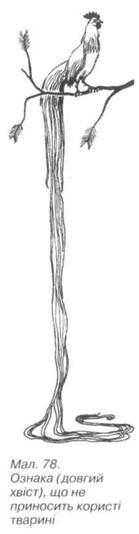 Мал. 78.
Ознака (довгий
хвіст), що не
приносить користі
тварині